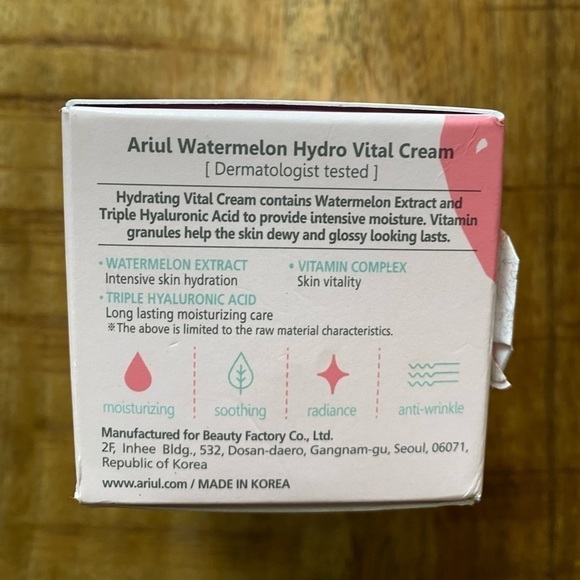 Ariul Watermelon Hydro Vital Cream
[ Dermatologist tested ]
Hydrating Vital Cream contains Watermelon Extract and
Triple Hyaluronic Acid to provide intensive moisture. Vitamin
granules help the skin dewy and glossy looking lasts.
• WATERMELON EXTRACT
Intensive skin hydration
• VITAMIN COMPLEX
Skin vitality
• TRIPLE HYALURONIC ACID
Long lasting moisturizing care
※The above is limited to the raw material characteristics.
moisturizing
soothing
radiance
anti-wrinkle
Manufactured for Beauty Factory Co., Ltd.
2F, Inhee Bldg., 532, Dosan-daero, Gangnam-gu, Seoul, 06071,
Republic of Korea
www.ariul.com / MADE IN KOREA